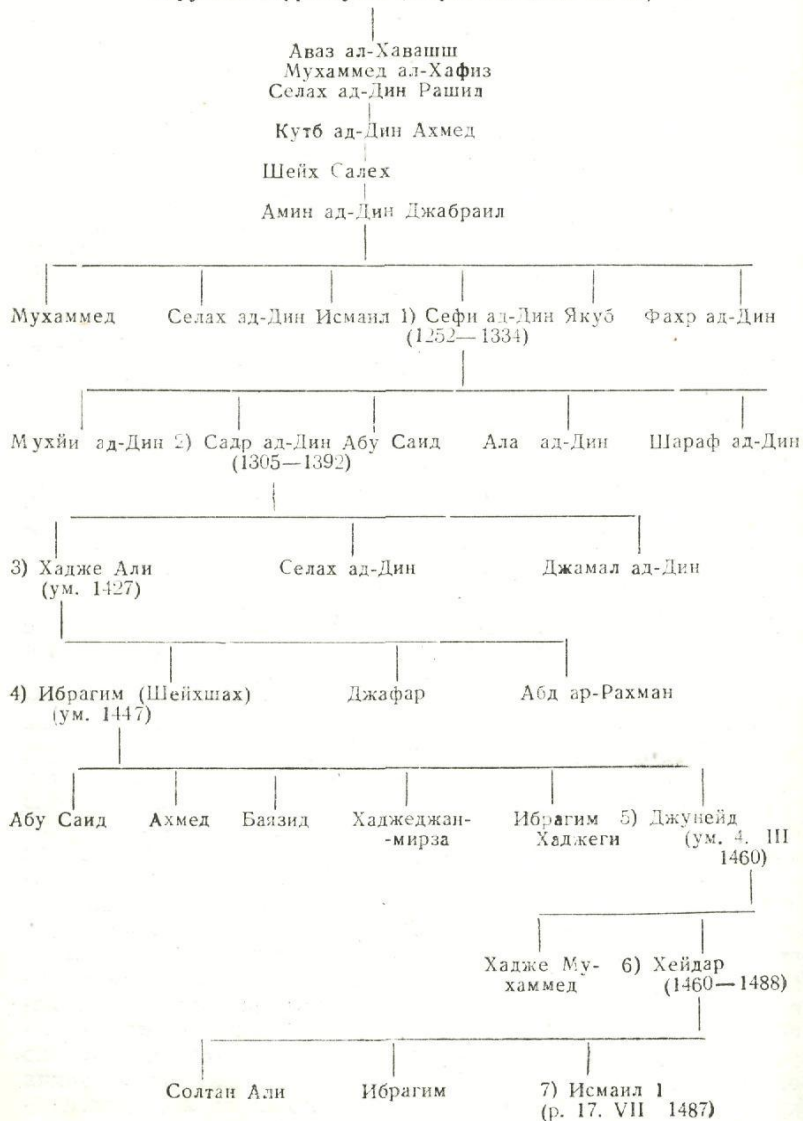 Аваз ал-Хавашш
Мухаммед ал-Хафиз
Селах ад-Дин Рашид
Кутб ад-Дин Ахмед
Шейх Салех
Амин ад-Дин Джабраил
Мухаммед Селах ад-Дин Исмаил 1) Сефи ад-Дин Якуб Фахр ад-Дин
(1252—1334)
Мухйи ад-Дин 2) Садр ад-Дин Абу Саид Ала ад-Дин Шараф ад-Дин
(1305—1392)
3) Хадже Али Селах ад-Дин Джамал ад-Дин
(ум. 1427)
4) Ибрагим (Шейхшах) Джафар Абд ар-Рахман
(ум. 1447)
Абу Саид Ахмед Баязид Хаджеджан- Ибрагим 5) Джунейд
-мирза Хаджеги (ум. 4. III
1460)
Хадже Му- 6) Хейдар
хаммед (1460—1488)
Солтан Али Ибрагим 7) Исмаил I
(р. 17. VII 1487)